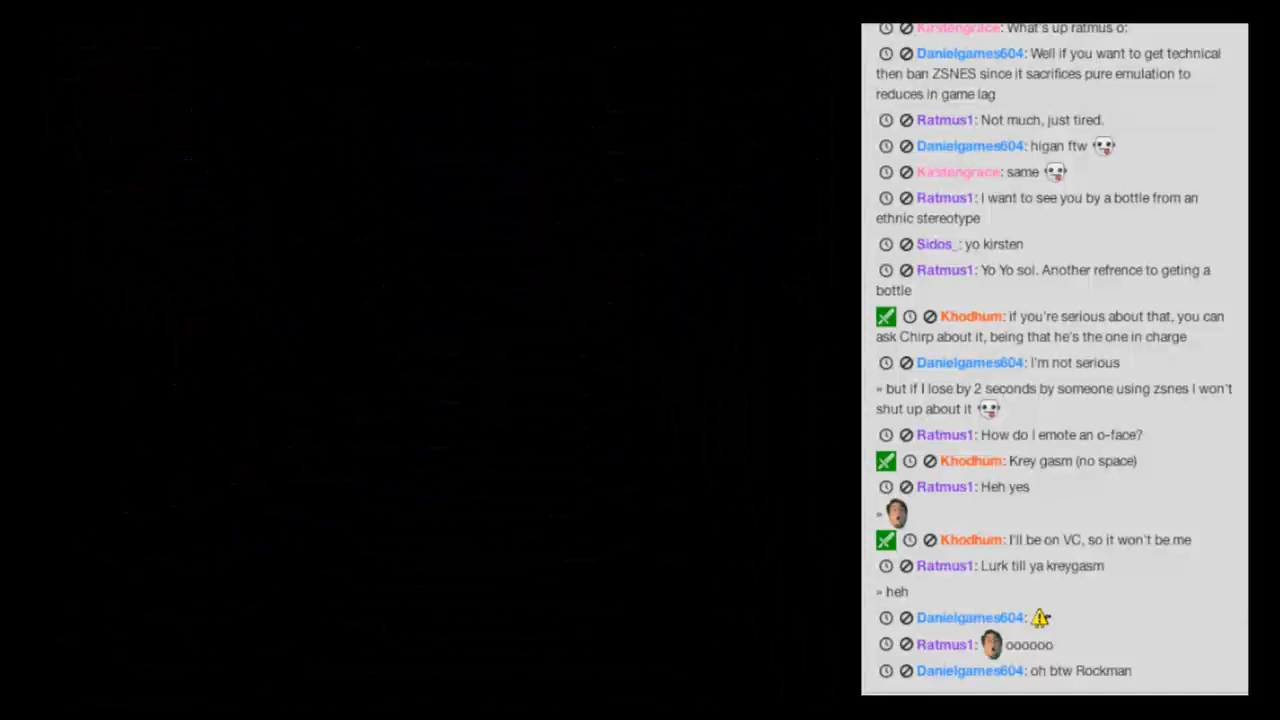 Kirstengrace: What's up ratmus o:
Danielgames604: Well if you want to get technical
then ban ZSNES since it sacrifices pure emulation to
reduces in game lag
Ratmus1: Not much, just tired.
Danielgames604: higan ftw
Kirstengrace: same
Ratmus1: I want to see you by a bottle from an
ethnic stereotype
Sidos_: yo kirsten
Ratmus1: Yo Yo sol. Another refrence to geting a
bottle
Khodhum: if you're serious about that, you can
ask Chirp about it, being that he's the one in charge
Danielgames604: I'm not serious
» but if I lose by 2 seconds by someone using zsnes I won't
shut up about it
Ratmus1: How do I emote an o-face?
Khodhum: Krey gasm (no space)
Ratmus1: Heh yes
»
Khodhum: I'll be on VC, so it won't be me
Ratmus1: Lurk till ya kreygasm
» heh
Danielgames604:
Ratmus1: oooooo
Danielgames604: oh btw Rockman